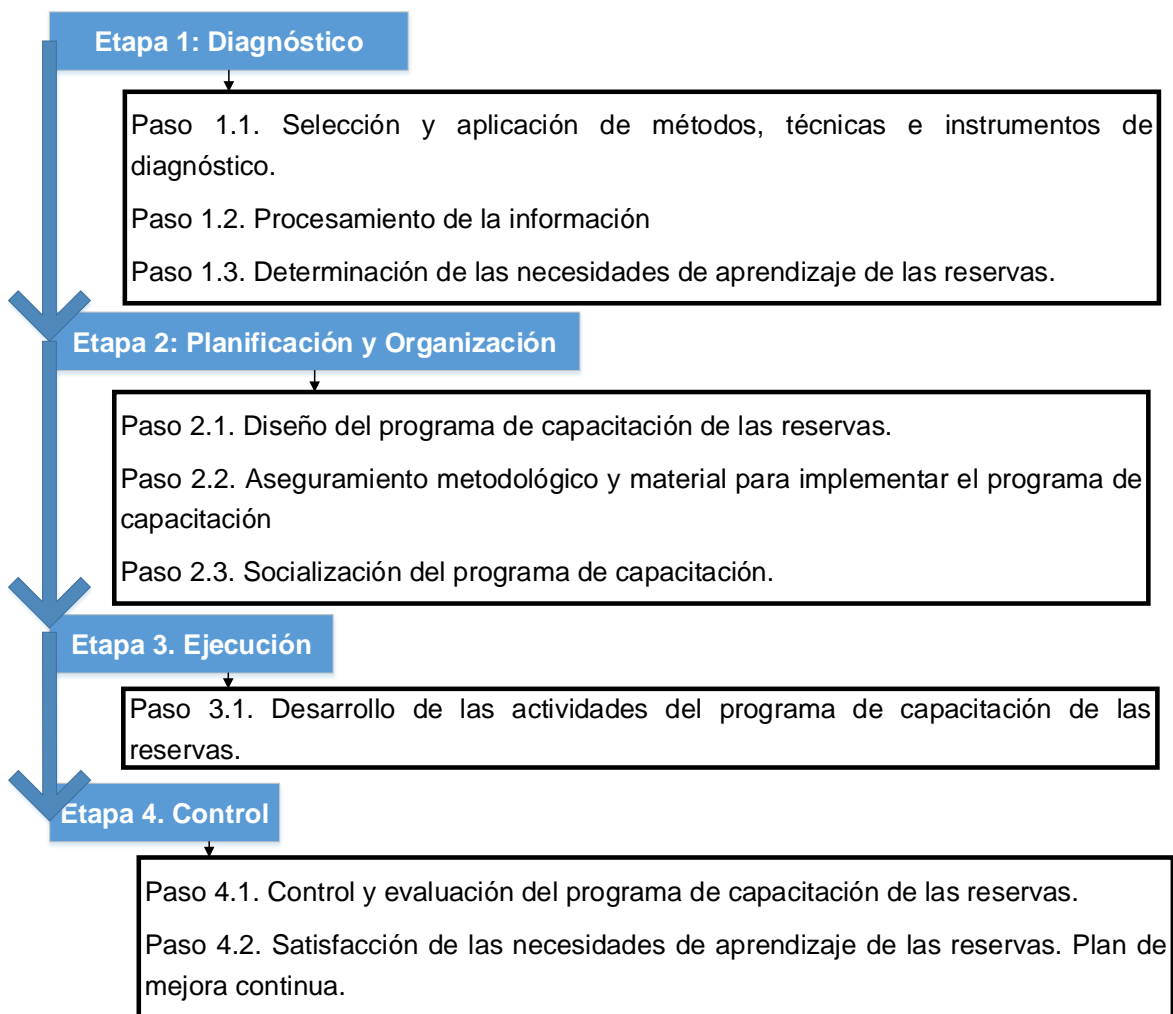 Etapa 1: Diagnóstico
Paso 1.1. Selección y aplicación de métodos, técnicas e instrumentos de
diagnóstico.
Paso 1.2. Procesamiento de la información
Paso 1.3. Determinación de las necesidades de aprendizaje de las reservas.
Etapa 2: Planificación y Organización
Paso 2.1. Diseño del programa de capacitación de las reservas.
Paso 2.2. Aseguramiento metodológico y material para implementar el programa de
capacitación
Paso 2.3. Socialización del programa de capacitación.
Etapa 3. Ejecución
Paso 3.1. Desarrollo de las actividades del programa de capacitación de las
reservas.
Etapa 4. Control
Paso 4.1. Control y evaluación del programa de capacitación de las reservas.
Paso 4.2. Satisfacción de las necesidades de aprendizaje de las reservas. Plan de
mejora continua.